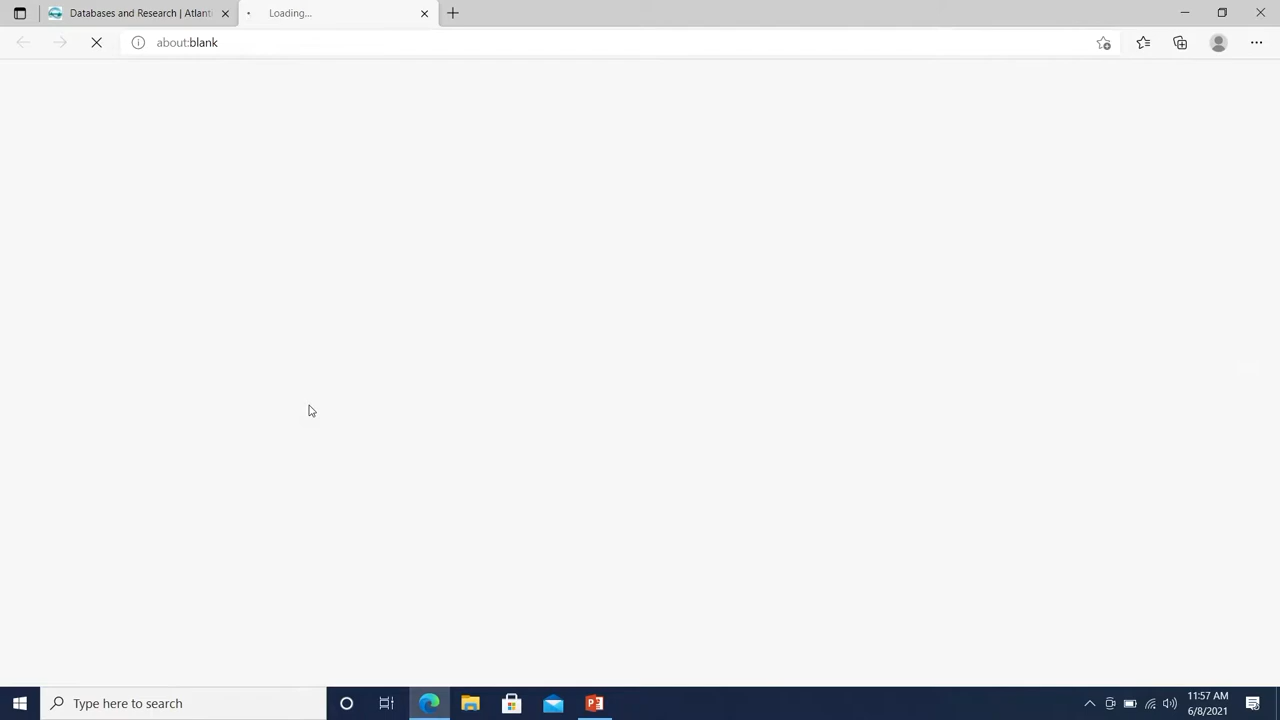 Databases and Research | Atlant
Loading...
about:blank
Type here to search
11:57 AM
6/8/2021